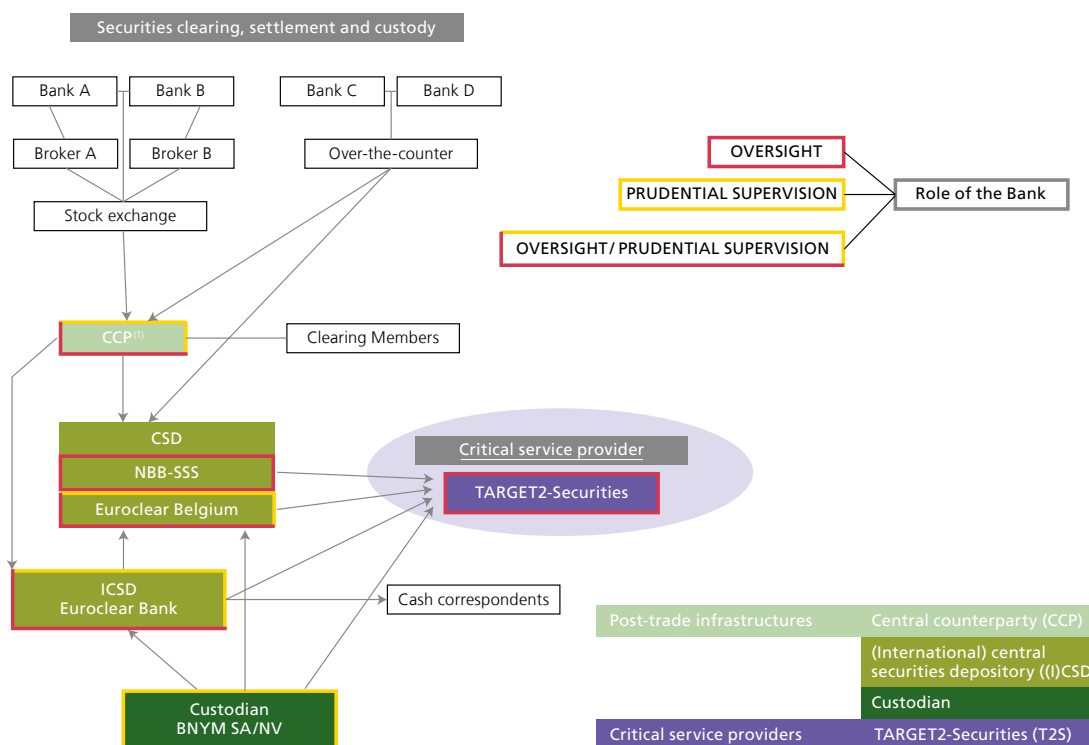 Securities clearing, settlement and custody
Bank A
Bank B
Bank C
Bank D
Broker A
Broker B
Over-the-counter
Stock exchange
OVERSIGHT
PRUDENTIAL SUPERVISION
Role of the Bank
OVERSIGHT / PRUDENTIAL SUPERVISION
CCP(1)
Clearing Members
CSD
NBB-SSS
Euroclear Belgium
Critical service provider
TARGET2-Securities
ICSD
Euroclear Bank
Cash correspondents
Custodian
BNYM SA/NV
Post-trade infrastructures
Central counterparty (CCP)
(International) central
securities depository ((I)CSD
Custodian
Critical service providers
TARGET2-Securities (T2S)